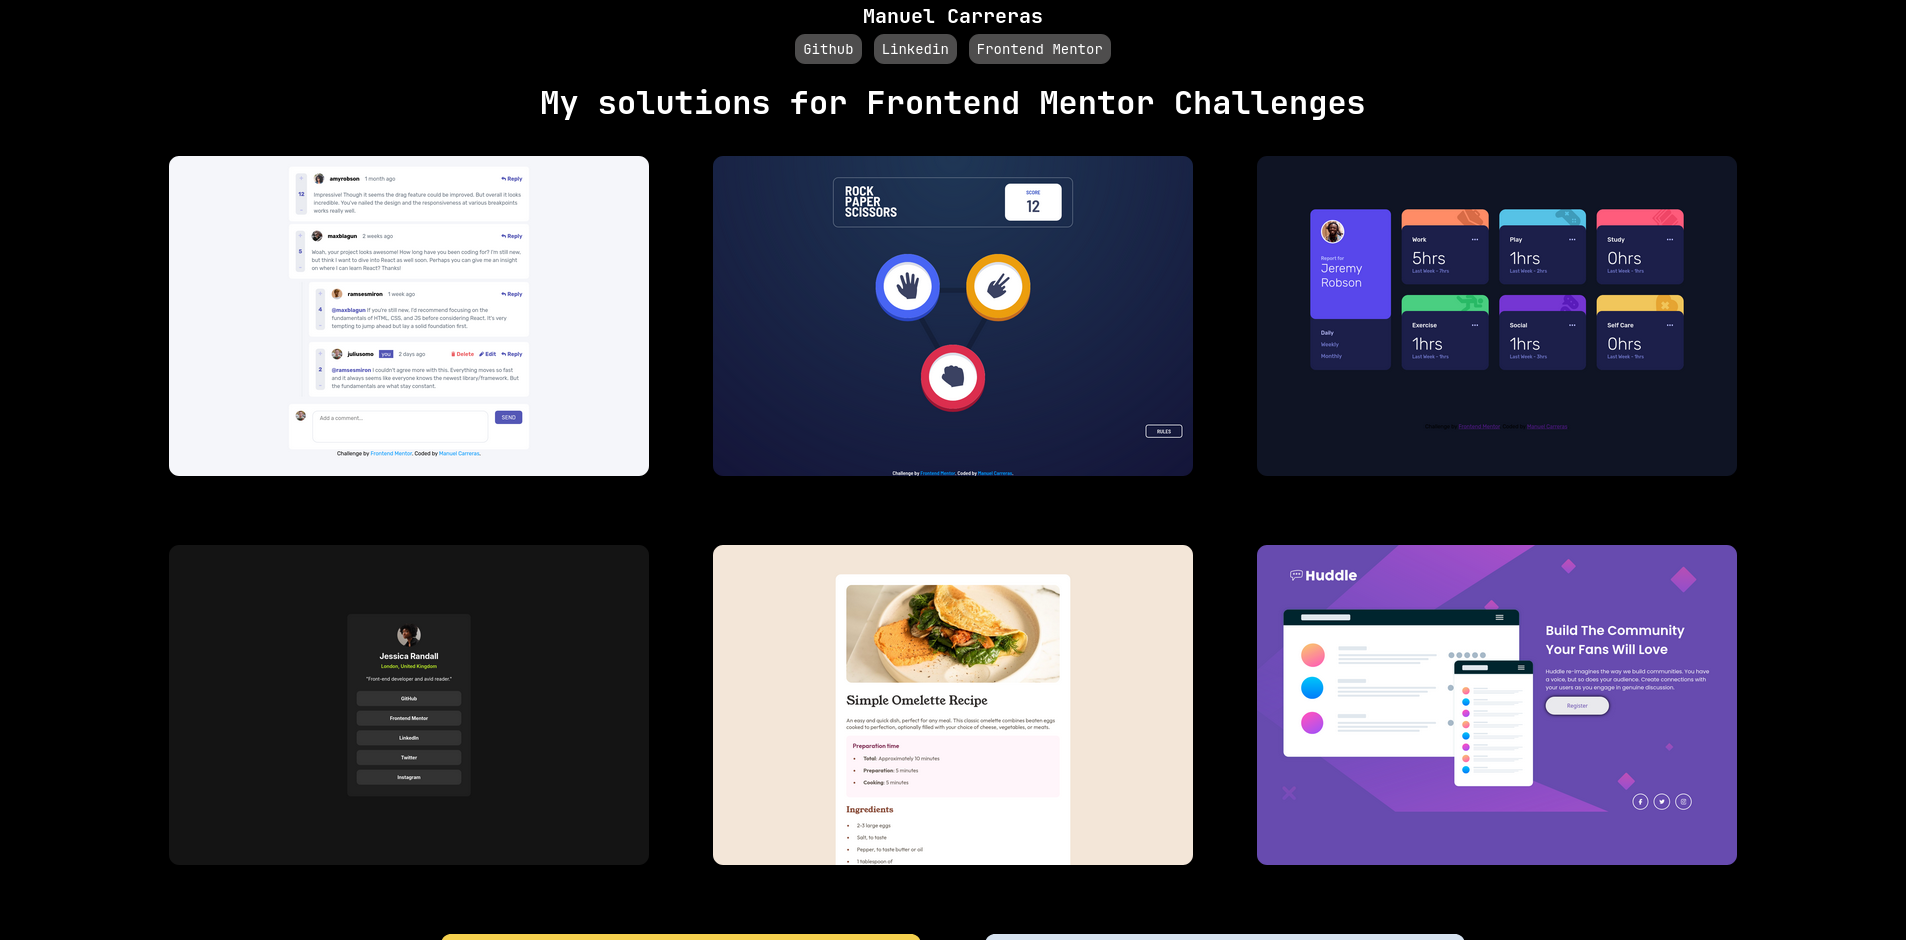 Manuel Carreras
Github Linkedin Frontend Mentor
My solutions for Frontend Mentor Challenges
amyrobson 1 month ago Reply
12
Impressive! Though it seems the drag feature could be improved. But overall it looks
incredible. You've nailed the design and the responsiveness at various breakpoints
works really well.
maxblagun 2 weeks ago Reply
5
Woah, your project looks awesome! How long have you been coding for? I'm still new,
but think I want to dive into React as well soon. Perhaps you can give me an insight
on where I can learn React? Thanks!
ramsesmiron 1 week ago Reply
4
@maxblagun If you're still new, I'd recommend focusing on the
fundamentals of HTML, CSS, and JS before considering React. It's very
tempting to jump ahead but lay a solid foundation first.
juliusomo you 2 days ago Delete Edit Reply
2
@ramsesmiron I couldn't agree more with this. Everything moves so fast
and it always seems like everyone knows the newest library/framework. But
the fundamentals are what stay constant.
Add a comment...
SEND
Challenge by Frontend Mentor. Coded by Manuel Carreras.
ROCK
PAPER
SCISSORS
SCORE
12
RULES
Challenge by Frontend Mentor. Coded by Manuel Carreras.
Report for
Jeremy
Robson
Daily
Weekly
Monthly
Work
5hrs
Last Week - 7hrs
Play
1hrs
Last Week - 2hrs
Study
0hrs
Last Week - 1hrs
Exercise
1hrs
Last Week - 1hrs
Social
1hrs
Last Week - 3hrs
Self Care
0hrs
Last Week - 1hrs
Challenge by Frontend Mentor. Coded by Manuel Carreras.
Jessica Randall
London, United Kingdom
"Front-end developer and avid reader."
GitHub
Frontend Mentor
LinkedIn
Twitter
Instagram
Simple Omelette Recipe
An easy and quick dish, perfect for any meal. This classic omelette combines beaten eggs
cooked to perfection, optionally filled with your choice of cheese, vegetables, or meats.
Preparation time
• Total: Approximately 10 minutes
• Preparation: 5 minutes
• Cooking: 5 minutes
Ingredients
• 2-3 large eggs
• Salt, to taste
• Pepper, to taste butter or oil
• 1 tablespoon of
Huddle
Build The Community
Your Fans Will Love
Huddle re-imagines the way we build communities. You have
a voice, but so does your audience. Create connections with
your users as you engage in genuine discussion.
Register